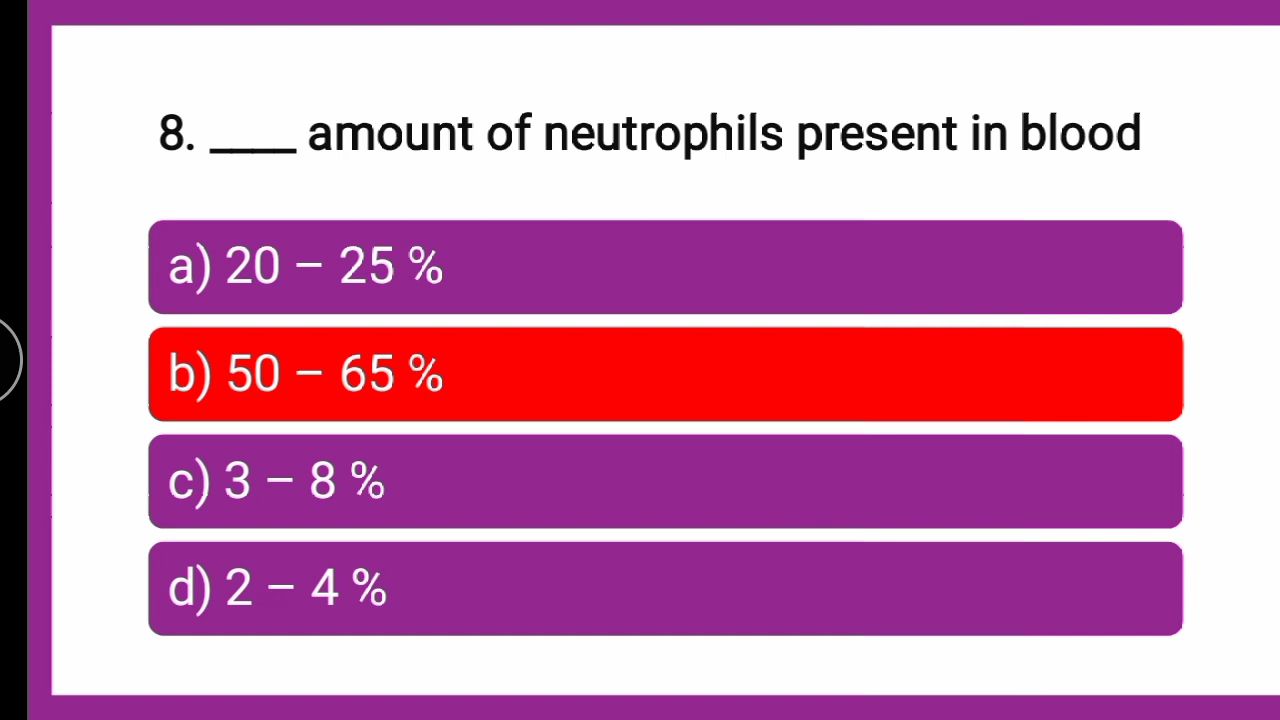 8. ____ amount of neutrophils present in blood
a) 20 – 25 %
b) 50 – 65 %
c) 3 – 8 %
d) 2 – 4 %